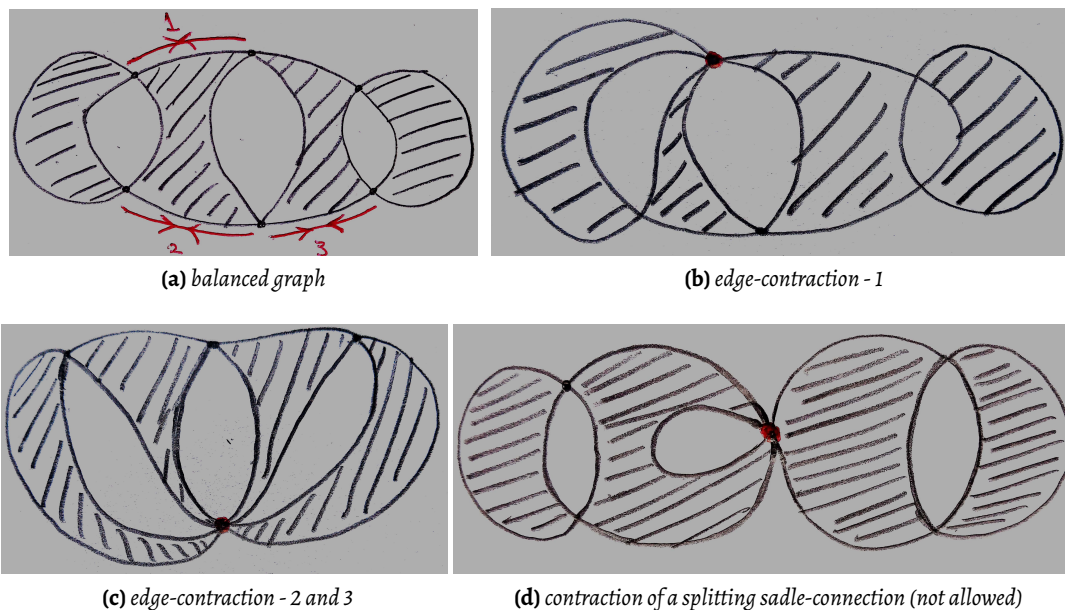 1
2
3
(a) balanced graph
(b) edge-contraction - 1
(c) edge-contraction - 2 and 3
(d) contraction of a splitting sadle-connection (not allowed)